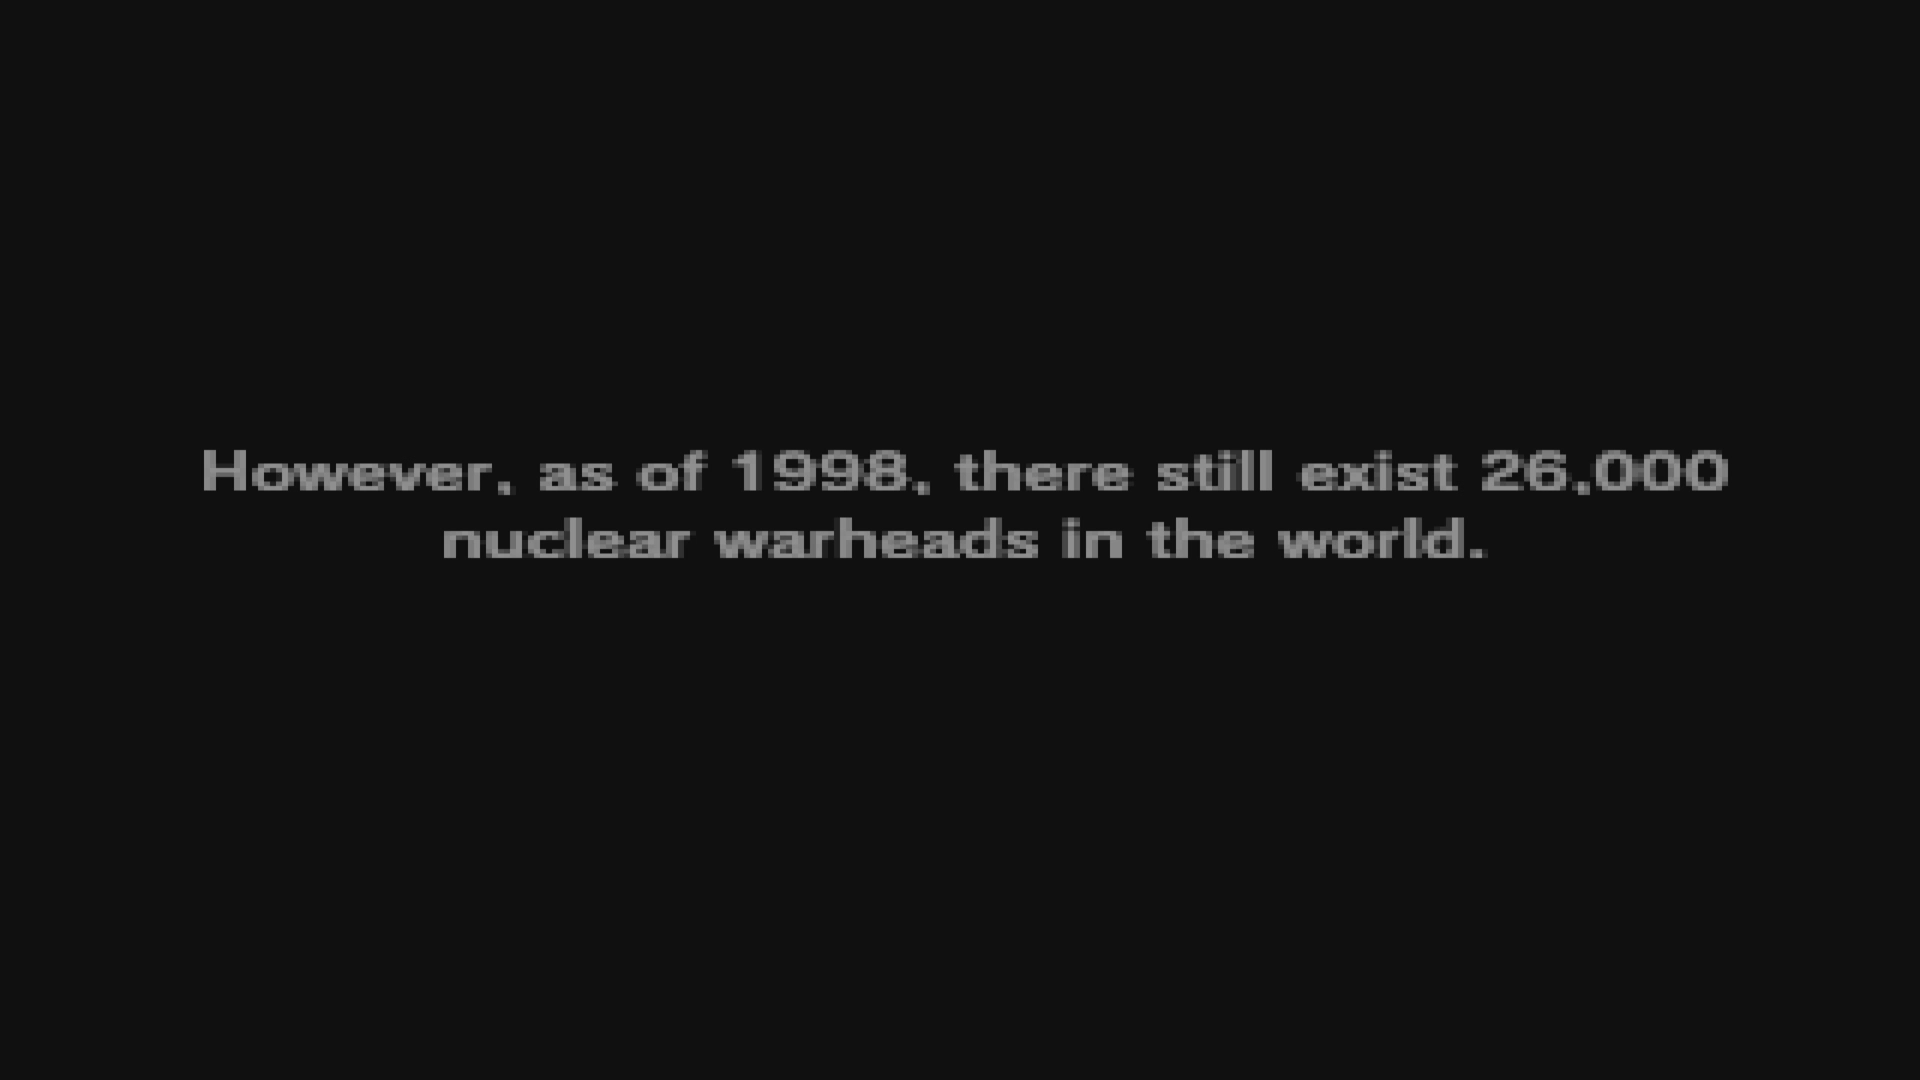 However, as of 1998, there still exist 26,000
nuclear warheads in the world.